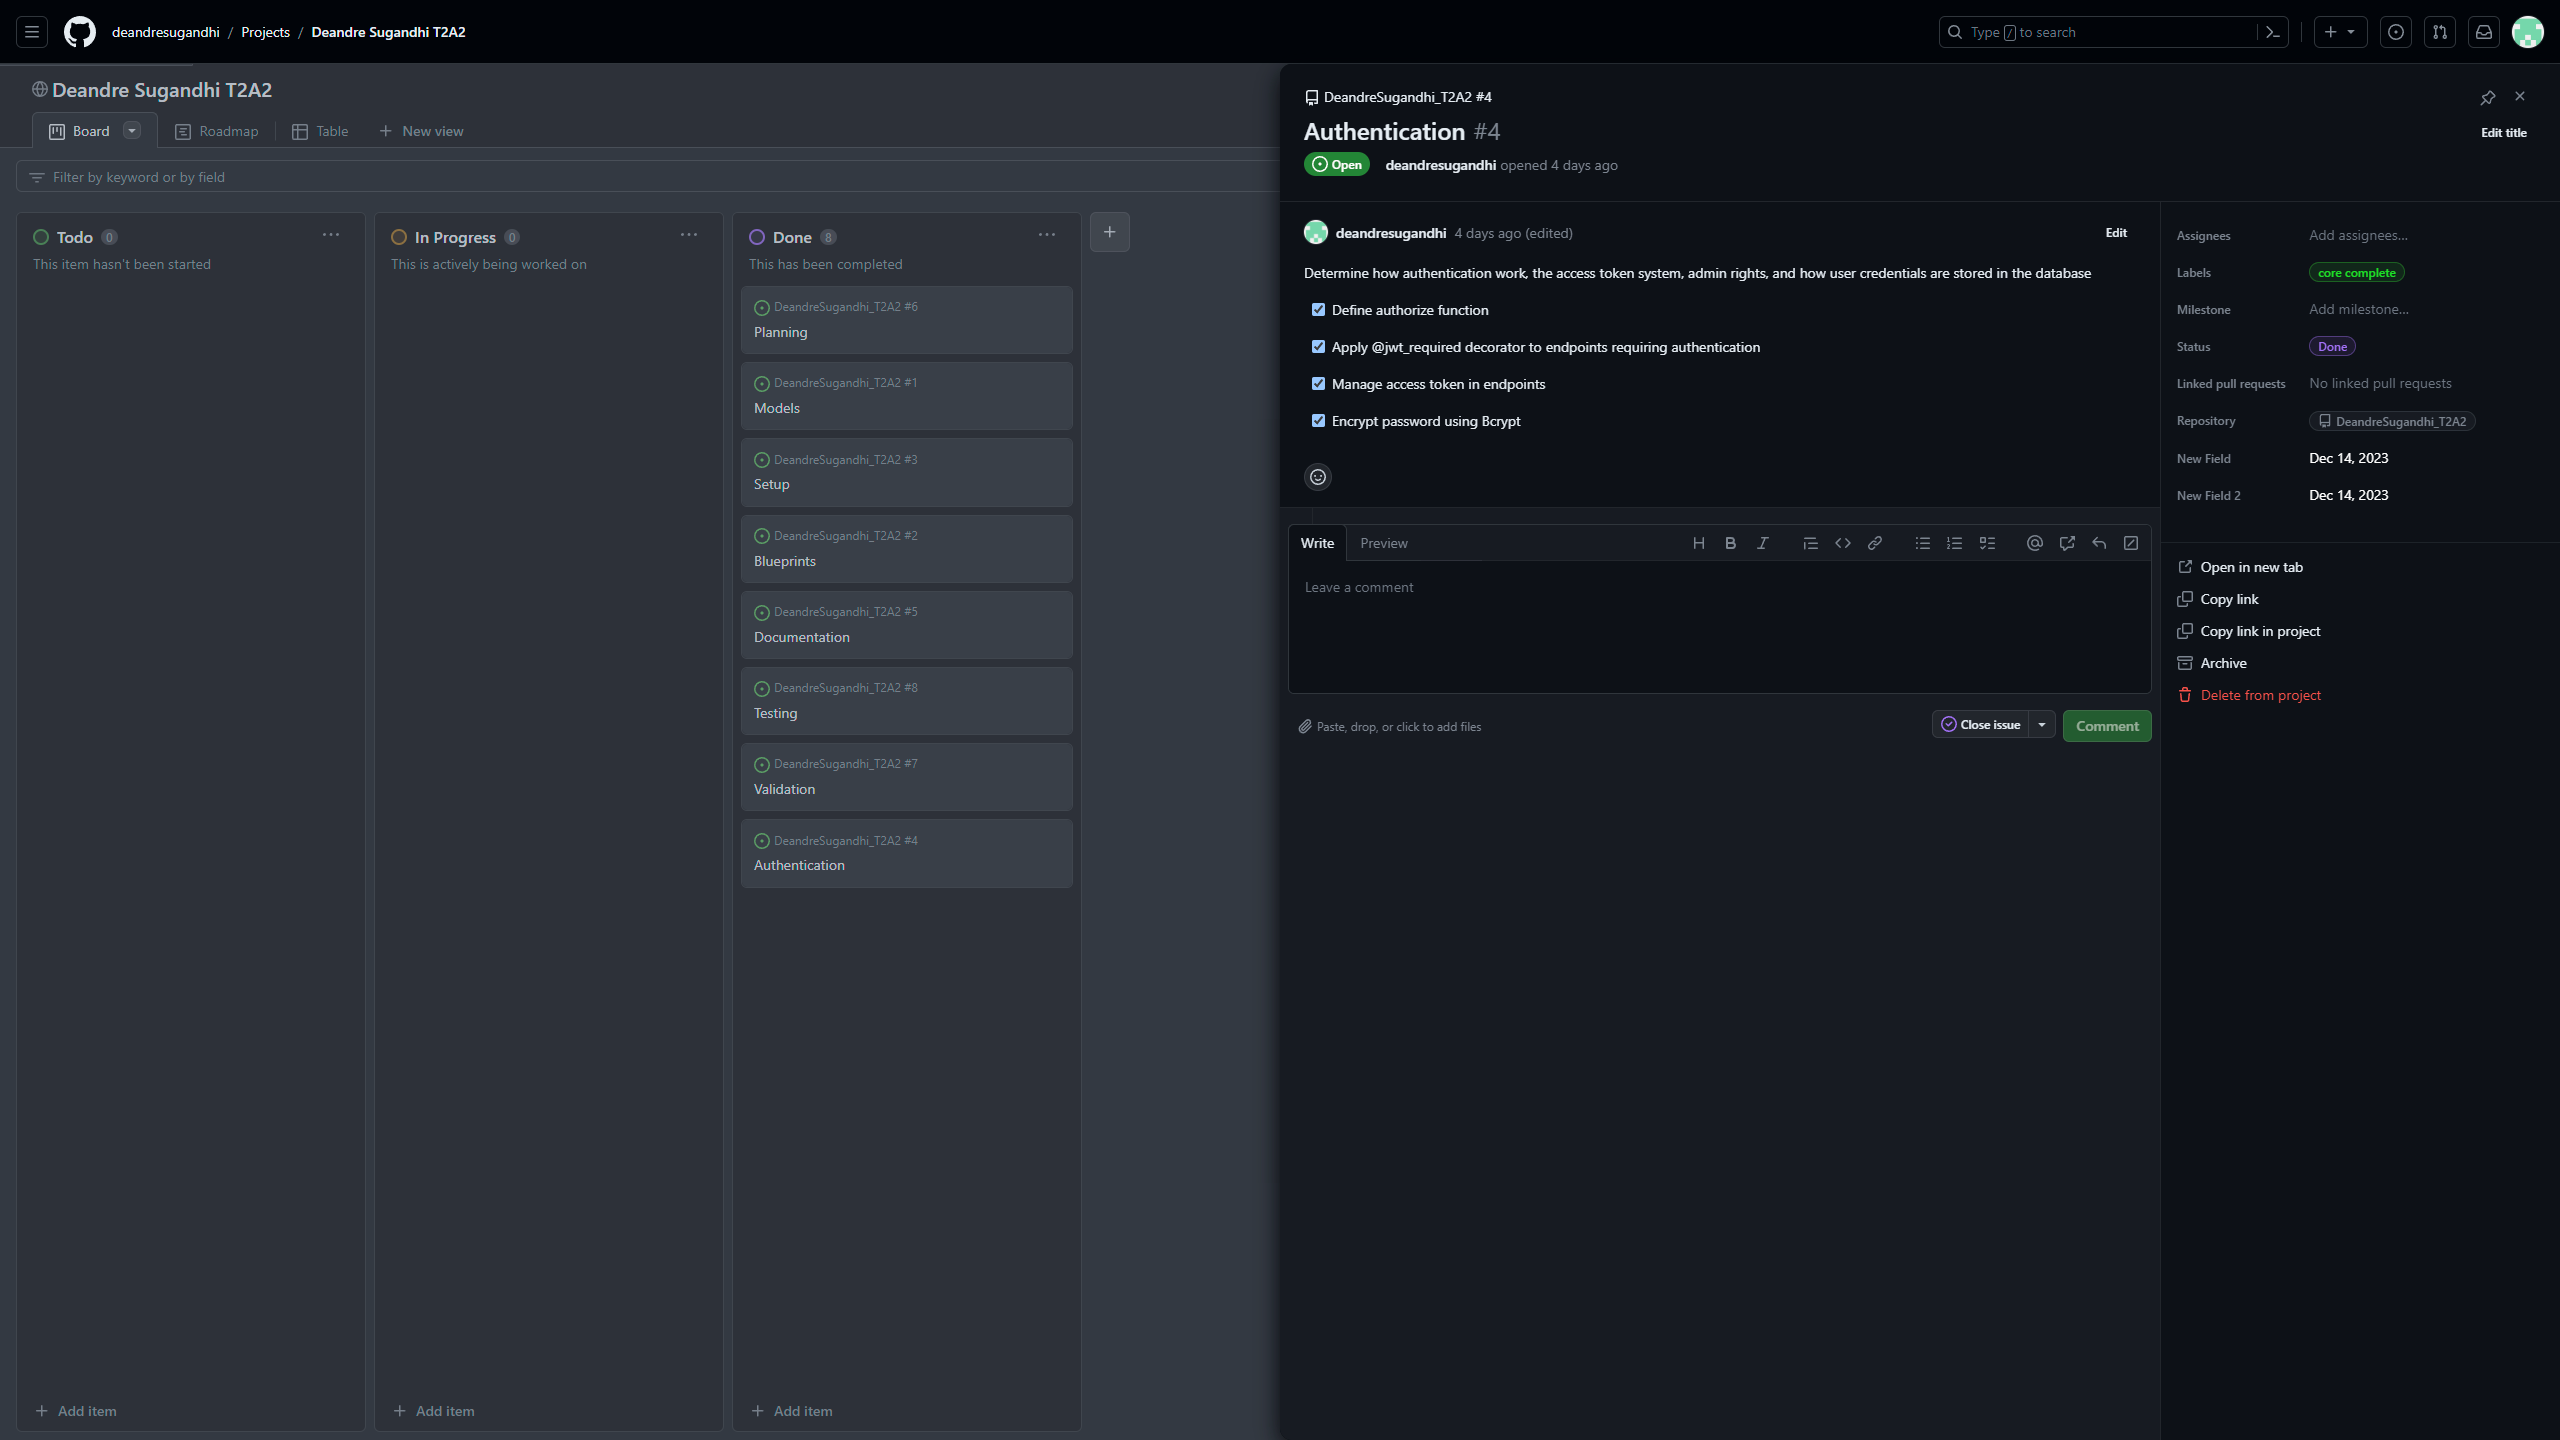 deandresugandhi / Projects / Deandre Sugandhi T2A2
Type / to search
Deandre Sugandhi T2A2
Board
Roadmap
Table
New view
Filter by keyword or by field
Todo 0
This item hasn't been started
Add item
In Progress 0
This is actively being worked on
Add item
Done 8
This has been completed
DeandreSugandhi_T2A2 #6
Planning
DeandreSugandhi_T2A2 #1
Models
DeandreSugandhi_T2A2 #3
Setup
DeandreSugandhi_T2A2 #2
Blueprints
DeandreSugandhi_T2A2 #5
Documentation
DeandreSugandhi_T2A2 #8
Testing
DeandreSugandhi_T2A2 #7
Validation
DeandreSugandhi_T2A2 #4
Authentication
Add item
DeandreSugandhi_T2A2 #4
Authentication #4
Edit title
Open
deandresugandhi opened 4 days ago
deandresugandhi 4 days ago (edited)
Edit
Determine how authentication work, the access token system, admin rights, and how user credentials are stored in the database
Define authorize function
Apply @jwt_required decorator to endpoints requiring authentication
Manage access token in endpoints
Encrypt password using Bcrypt
Write
Preview
Leave a comment
Paste, drop, or click to add files
Close issue
Comment
Assignees Add assignees...
Labels core complete
Milestone Add milestone...
Status Done
Linked pull requests No linked pull requests
Repository DeandreSugandhi_T2A2
New Field Dec 14, 2023
New Field 2 Dec 14, 2023
Open in new tab
Copy link
Copy link in project
Archive
Delete from project